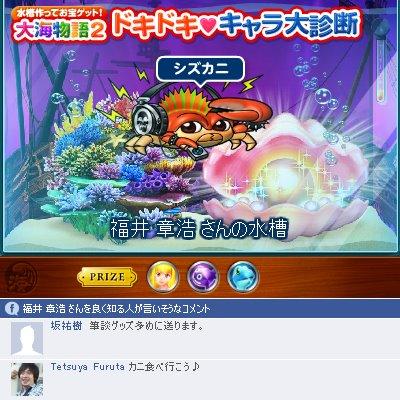 水槽作ってお宝ゲット!
大海物語2 ドキドキ♥キャラ大診断
シズカニ
福井 章浩 さんの水槽
PRIZE
福井 章浩さんを良く知る人が言いそうなコメント
坂祐樹 筆談グッズ多めに送ります。
Tetsuya Furuta カニ食べ行こう♪